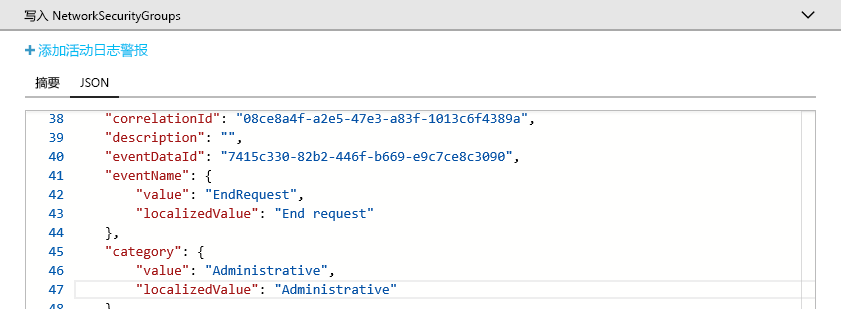 写入 NetworkSecurityGroups
+添加活动日志警报
摘要 JSON
38 "correlationId": "08ce8a4f-a2e5-47e3-a83f-1013c6f4389a",
39 "description": "",
40 "eventDataId": "7415c330-82b2-446f-b669-e9c7ce8c3090",
41 "eventName": {
42 "value": "EndRequest",
43 "localizedValue": "End request"
44 },
45 "category": {
46 "value": "Administrative",
47 "localizedValue": "Administrative"
48 }